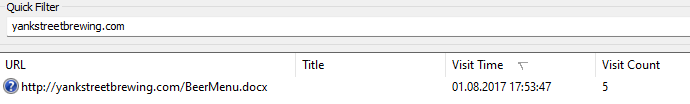 Quick Filter
yankstreetbrewing.com
URL Title Visit Time Visit Count
http://yankstreetbrewing.com/BeerMenu.docx 01.08.2017 17:53:47 5